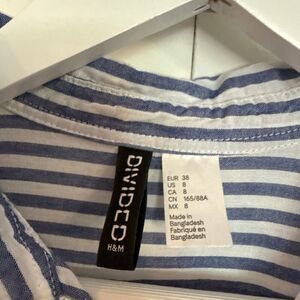 DIVIDED
H&M
EUR 38
US 8
CA 8
CN 165/88A
MX 8
Made in
Bangladesh
Fabriqué en
Bangladesh